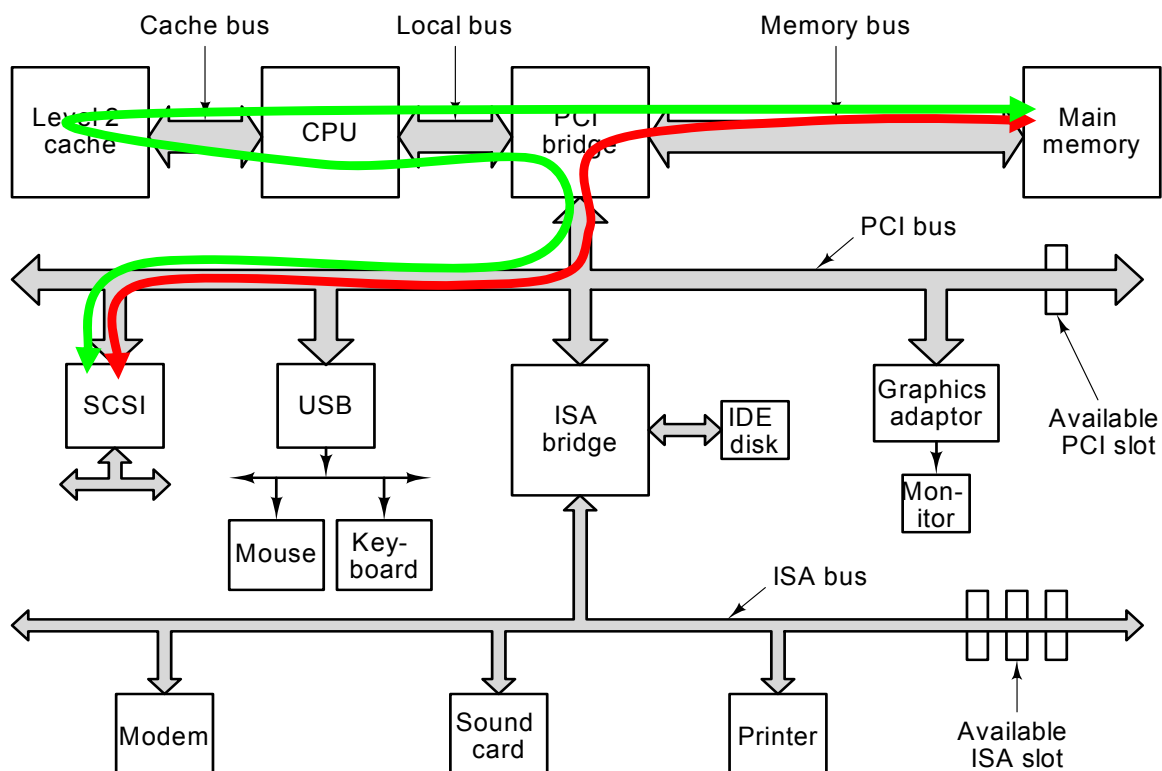 Cache bus
Local bus
Memory bus
Level 2
cache
CPU
PCI
bridge
Main
memory
PCI bus
SCSI
USB
ISA
bridge
IDE
disk
Graphics
adaptor
Available
PCI slot
Mon-
itor
Mouse
Key-
board
ISA bus
Modem
Sound
card
Printer
Available
ISA slot